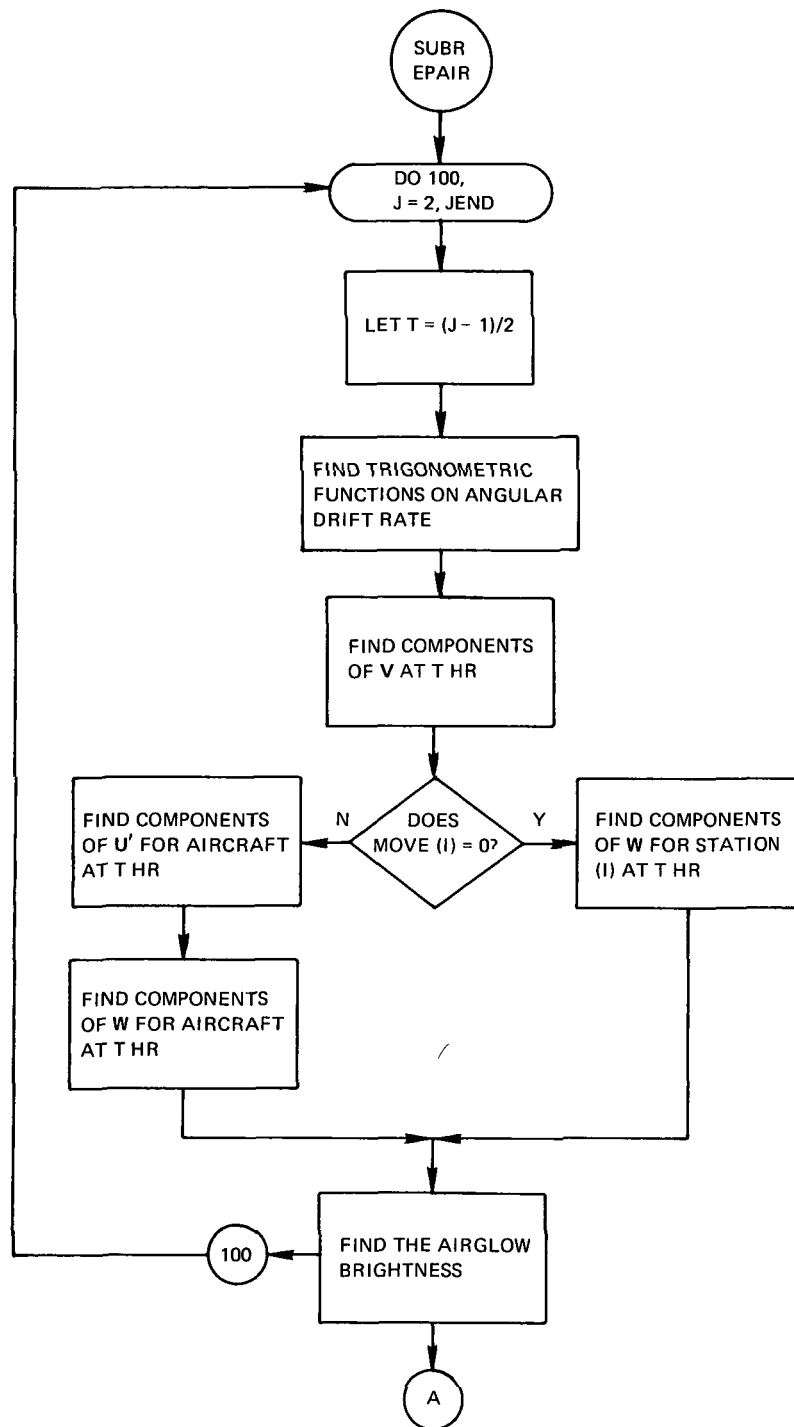 SUBR
EPAIR
DO 100,
J = 2, JEND
LET T = (J - 1)/2
FIND TRIGONOMETRIC
FUNCTIONS ON ANGULAR
DRIFT RATE
FIND COMPONENTS
OF V AT T HR
DOES
MOVE (I) = 0?
N
Y
FIND COMPONENTS
OF U' FOR AIRCRAFT
AT T HR
FIND COMPONENTS
OF W FOR STATION
(I) AT T HR
FIND COMPONENTS
OF W FOR AIRCRAFT
AT T HR
FIND THE AIRGLOW
BRIGHTNESS
100
A